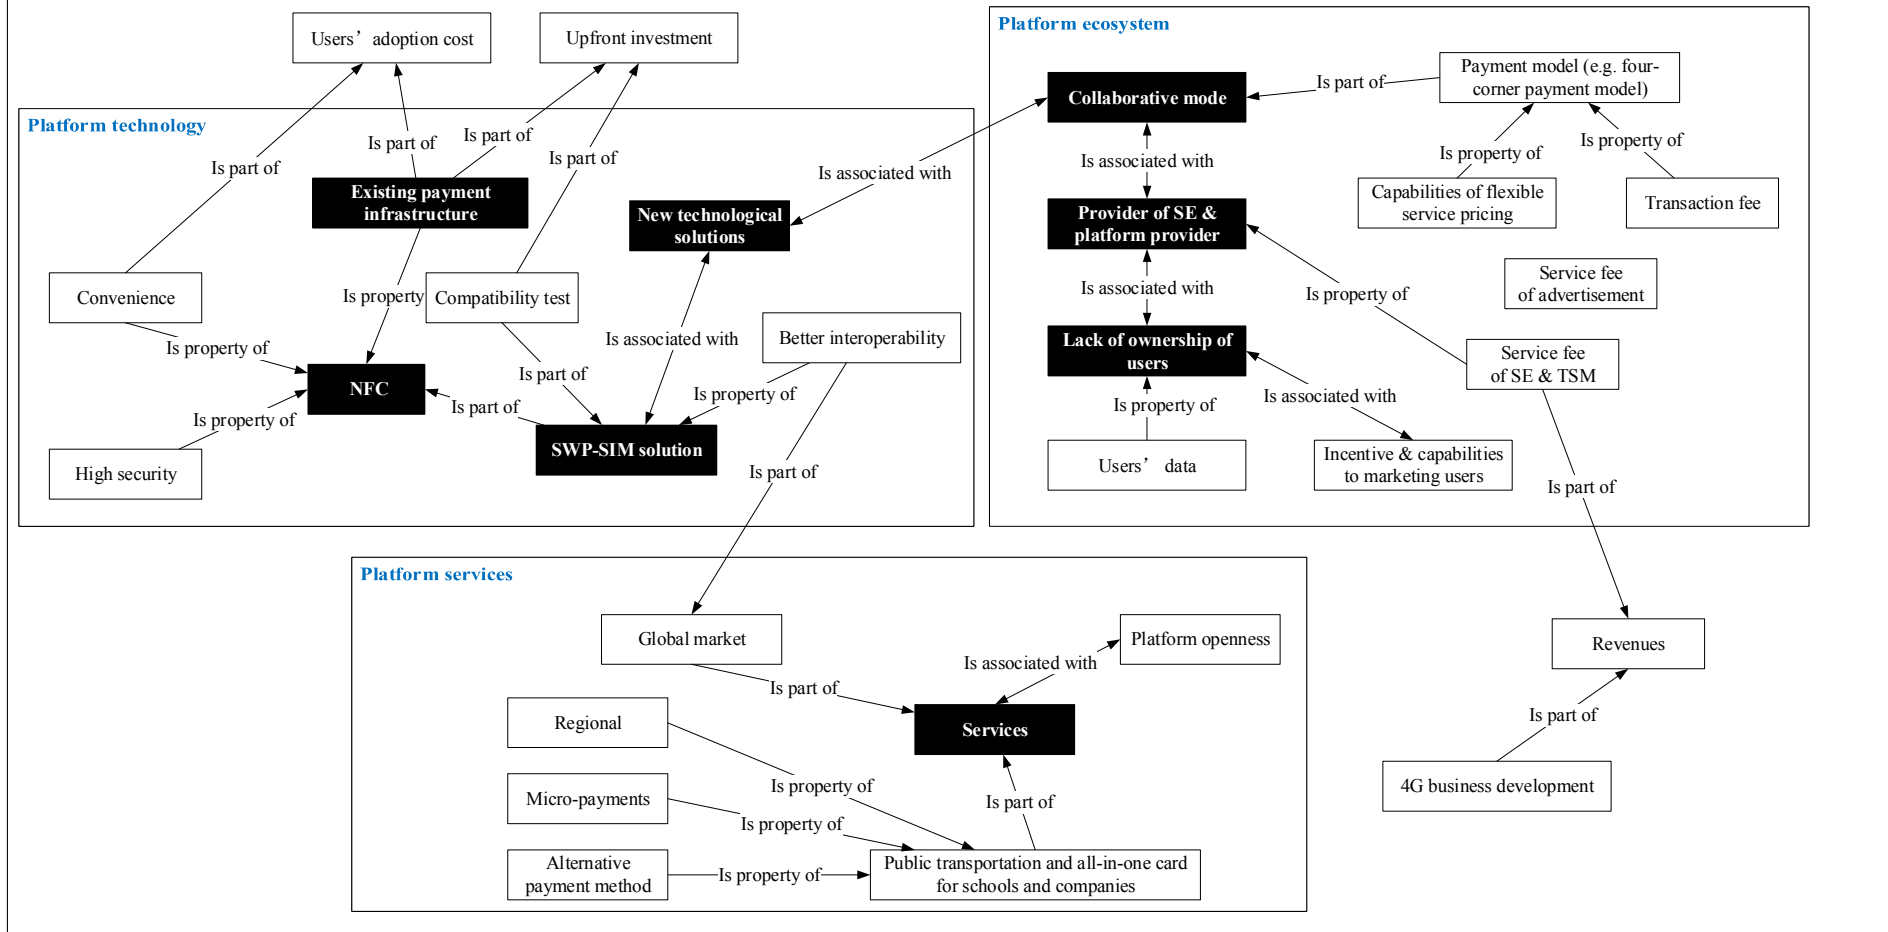 Users’ adoption cost
Upfront investment
Platform technology
Is part of
Is part of
Is part of
Is part of
Existing payment
infrastructure
New technological
solutions
Is associated with
Convenience
Is property
Compatibility test
Is property of
Is associated with
Better interoperability
NFC
Is part of
Is part of
Is property of
Is property of
SWP-SIM solution
High security
Is part of
Platform ecosystem
Collaborative mode
Is part of
Payment model (e.g. four-
corner payment model)
Is associated with
Is property of
Is property of
Provider of SE &
platform provider
Capabilities of flexible
service pricing
Transaction fee
Is associated with
Is property of
Service fee
of advertisement
Lack of ownership of
users
Service fee
of SE & TSM
Is property of
Is associated with
Users’ data
Incentive & capabilities
to marketing users
Is part of
Platform services
Global market
Is associated with
Platform openness
Is part of
Regional
Services
Is property of
Micro-payments
Is part of
Is property of
Alternative
payment method
Is property of
Public transportation and all-in-one card
for schools and companies
Revenues
Is part of
4G business development